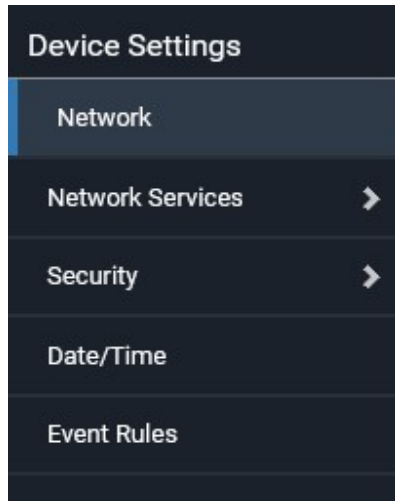 Device Settings
Network
Network Services
Security
Date/Time
Event Rules